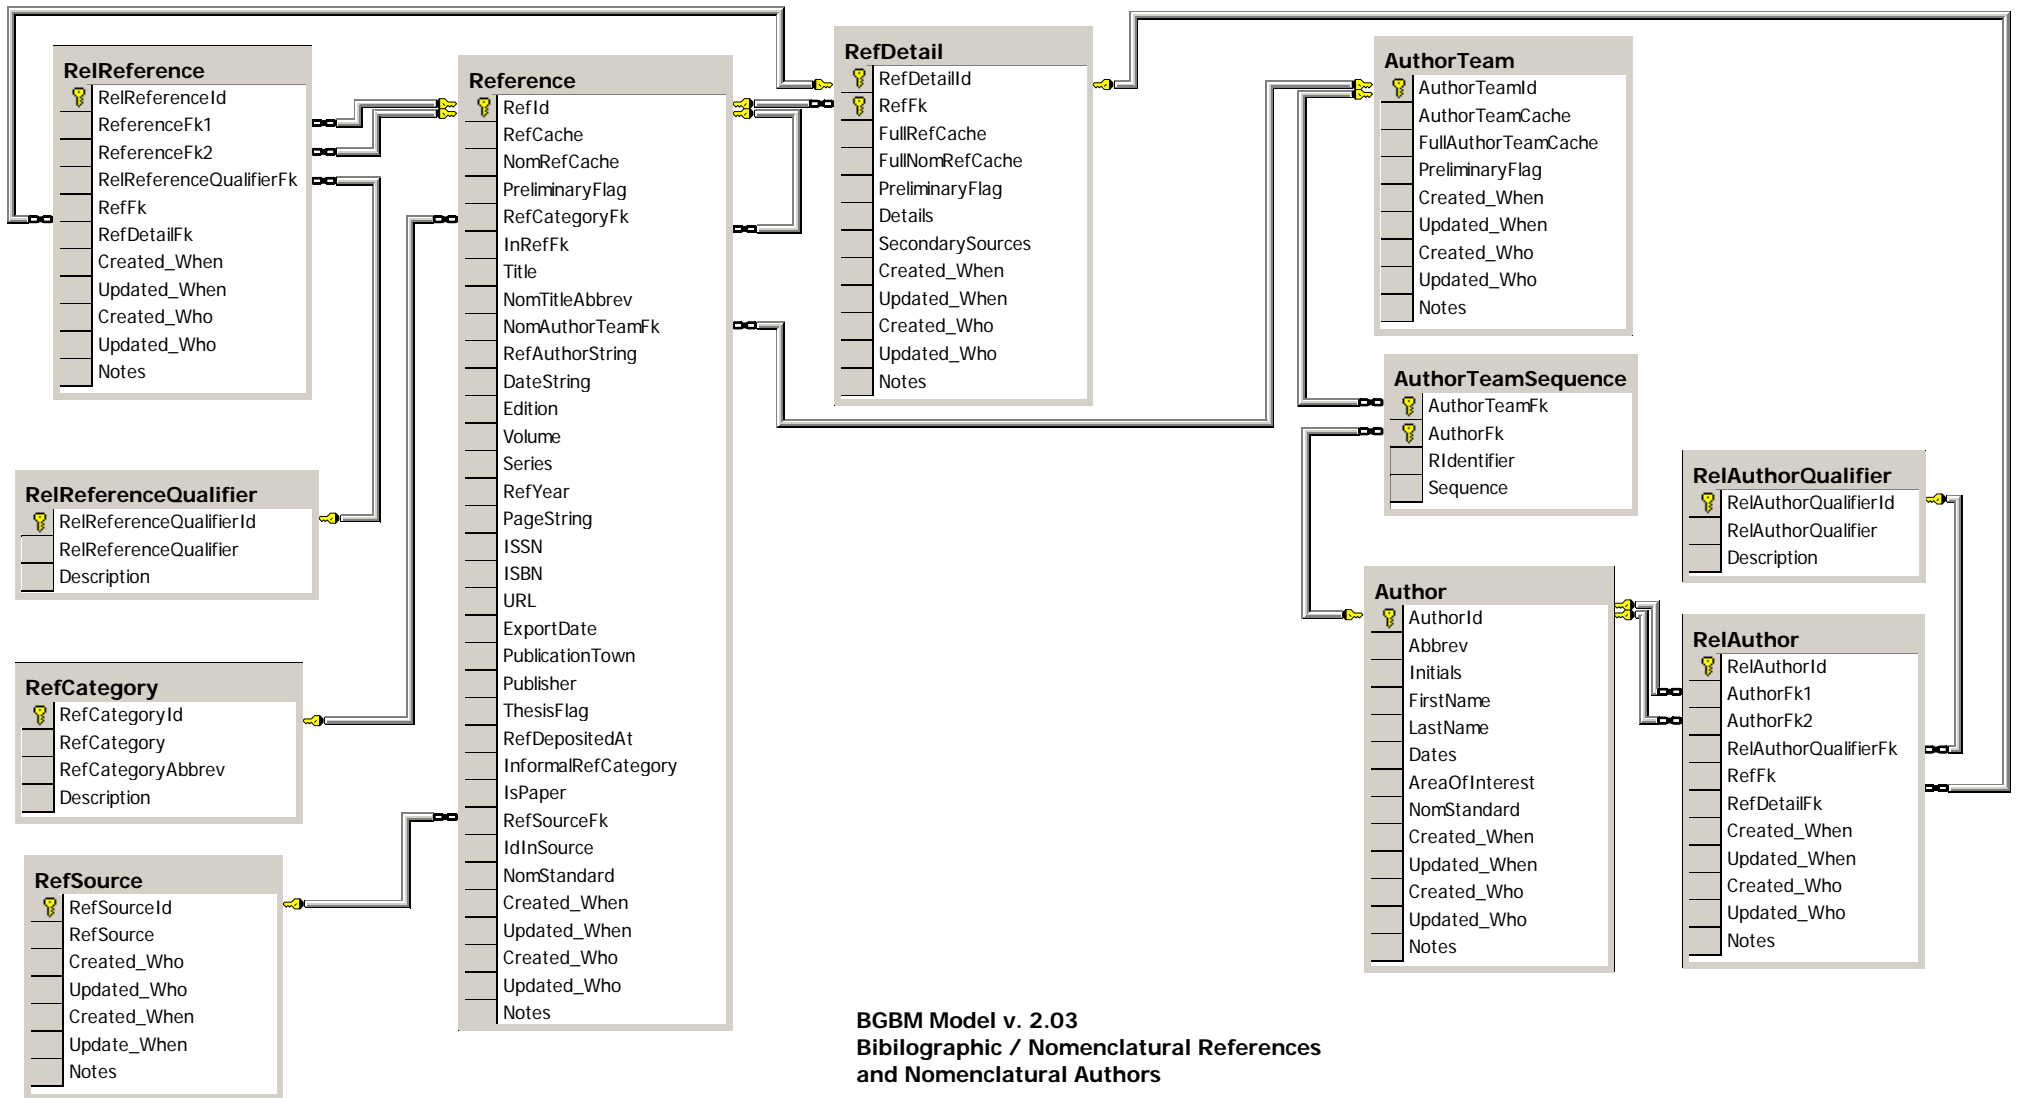 RelReference
RelReferenceId
ReferenceFk1
ReferenceFk2
RelReferenceQualifierFk
RefFk
RefDetailFk
Created_When
Updated_When
Created_Who
Updated_Who
Notes
RelReferenceQualifier
RelReferenceQualifierId
RelReferenceQualifier
Description
RefCategory
RefCategoryId
RefCategory
RefCategoryAbbrev
Description
RefSource
RefSourceId
RefSource
Created_Who
Updated_Who
Created_When
Update_When
Notes
Reference
RefId
RefCache
NomRefCache
PreliminaryFlag
RefCategoryFk
InRefFk
Title
NomTitleAbbrev
NomAuthorTeamFk
RefAuthorString
DateString
Edition
Volume
Series
RefYear
PageString
ISSN
ISBN
URL
ExportDate
PublicationTown
Publisher
ThesisFlag
RefDepositedAt
InformalRefCategory
IsPaper
RefSourceFk
IdInSource
NomStandard
Created_When
Updated_When
Created_Who
Updated_Who
Notes
RefDetail
RefDetailId
RefFk
FullRefCache
FullNomRefCache
PreliminaryFlag
Details
SecondarySources
Created_When
Updated_When
Created_Who
Updated_Who
Notes
AuthorTeam
AuthorTeamId
AuthorTeamCache
FullAuthorTeamCache
PreliminaryFlag
Created_When
Updated_When
Created_Who
Updated_Who
Notes
AuthorTeamSequence
AuthorTeamFk
AuthorFk
RIdentifier
Sequence
Author
AuthorId
Abbrev
Initials
FirstName
LastName
Dates
AreaOfInterest
NomStandard
Created_When
Updated_When
Created_Who
Updated_Who
Notes
RelAuthorQualifier
RelAuthorQualifierId
RelAuthorQualifier
Description
RelAuthor
RelAuthorId
AuthorFk1
AuthorFk2
RelAuthorQualifierFk
RefFk
RefDetailFk
Created_When
Updated_When
Created_Who
Updated_Who
Notes
BGBM Model v. 2.03
Bibilographic / Nomenclatural References
and Nomenclatural Authors